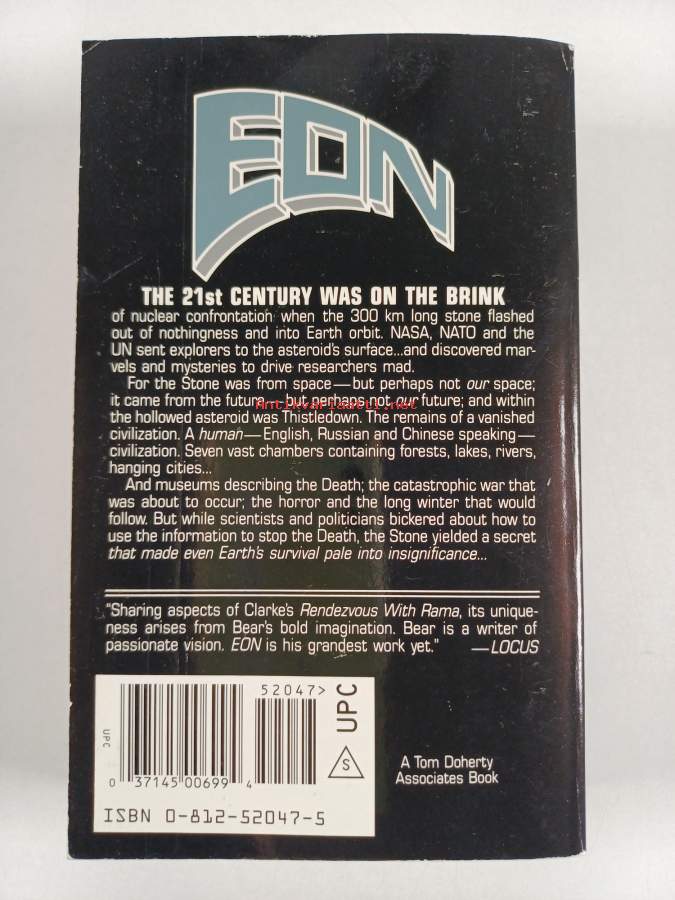 EON
THE 21st CENTURY WAS ON THE BRINK
of nuclear confrontation when the 300 km long stone flashed
out of nothingness and into Earth orbit. NASA, NATO and the
UN sent explorers to the asteroid's surface...and discovered mar-
vels and mysteries to drive researchers mad.
For the Stone was from space—but perhaps not our space;
it came from the future—but perhaps not our future; and within
Antikvariaatti.net
the hollowed asteroid was Thistledown. The remains of a vanished
civilization. A human—English, Russian and Chinese speaking—
civilization. Seven vast chambers containing forests, lakes, rivers,
hanging cities...
And museums describing the Death; the catastrophic war that
was about to occur; the horror and the long winter that would
follow. But while scientists and politicians bickered about how to
use the information to stop the Death, the Stone yielded a secret
that made even Earth's survival pale into insignificance...
"Sharing aspects of Clarke's Rendezvous With Rama, its unique-
ness arises from Bear's bold imagination. Bear is a writer of
passionate vision. EON is his grandest work yet." —LOCUS
52047>
UPC
UPC
S
0 37145 00699 4
ISBN 0-812-52047-5
A Tom Doherty
Associates Book